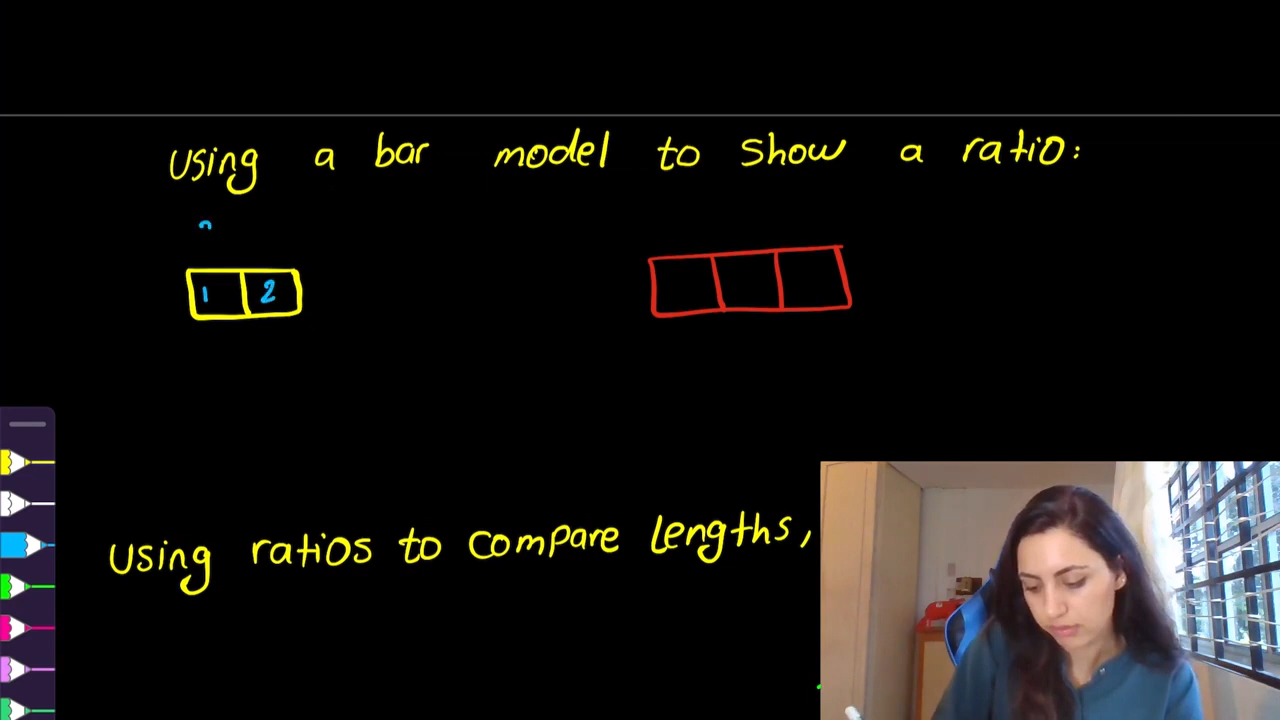 using a bar model to show a ratio:
1 2
using ratios to compare lengths,